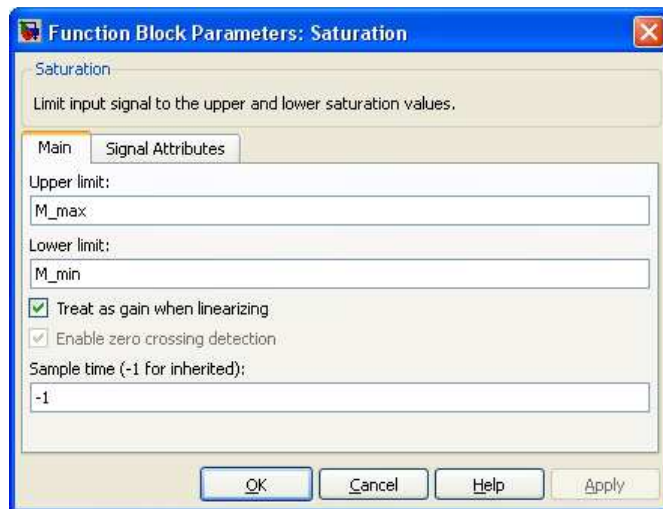 Function Block Parameters: Saturation
Saturation
Limit input signal to the upper and lower saturation values.
Main Signal Attributes
Upper limit:
M_max
Lower limit:
M_min
Treat as gain when linearizing
Enable zero crossing detection
Sample time (-1 for inherited):
-1
OK Cancel Help Apply